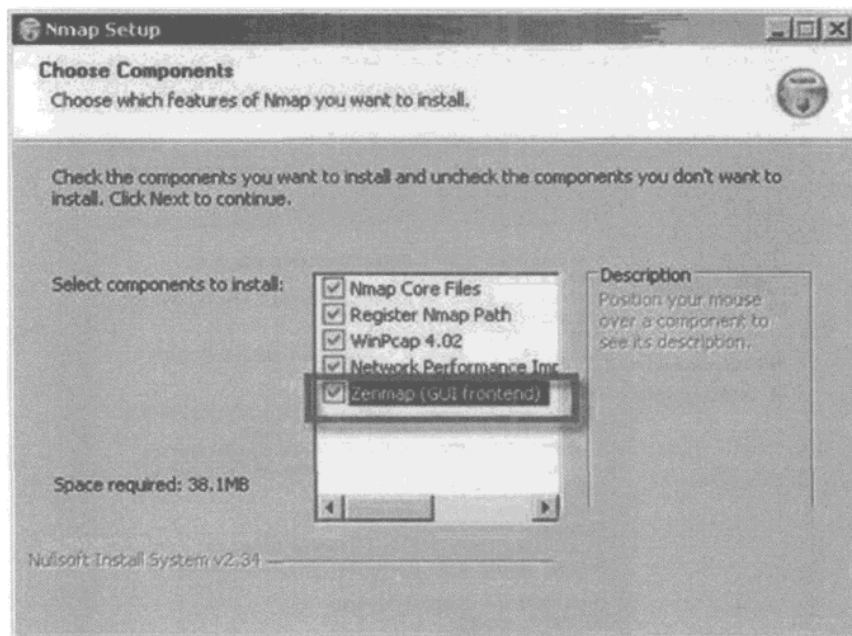 Nmap Setup
Choose Components
Choose which features of Nmap you want to install.
Check the components you want to install and uncheck the components you don't want to
install. Click Next to continue.
Select components to install:
Nmap Core Files
Register Nmap Path
WinPcap 4.02
Network Performance Imp
Zenmap (GUI frontend)
Description
Position your mouse
over a component to
see its description.
Space required: 38.1MB
Nullsoft Install System v2.34